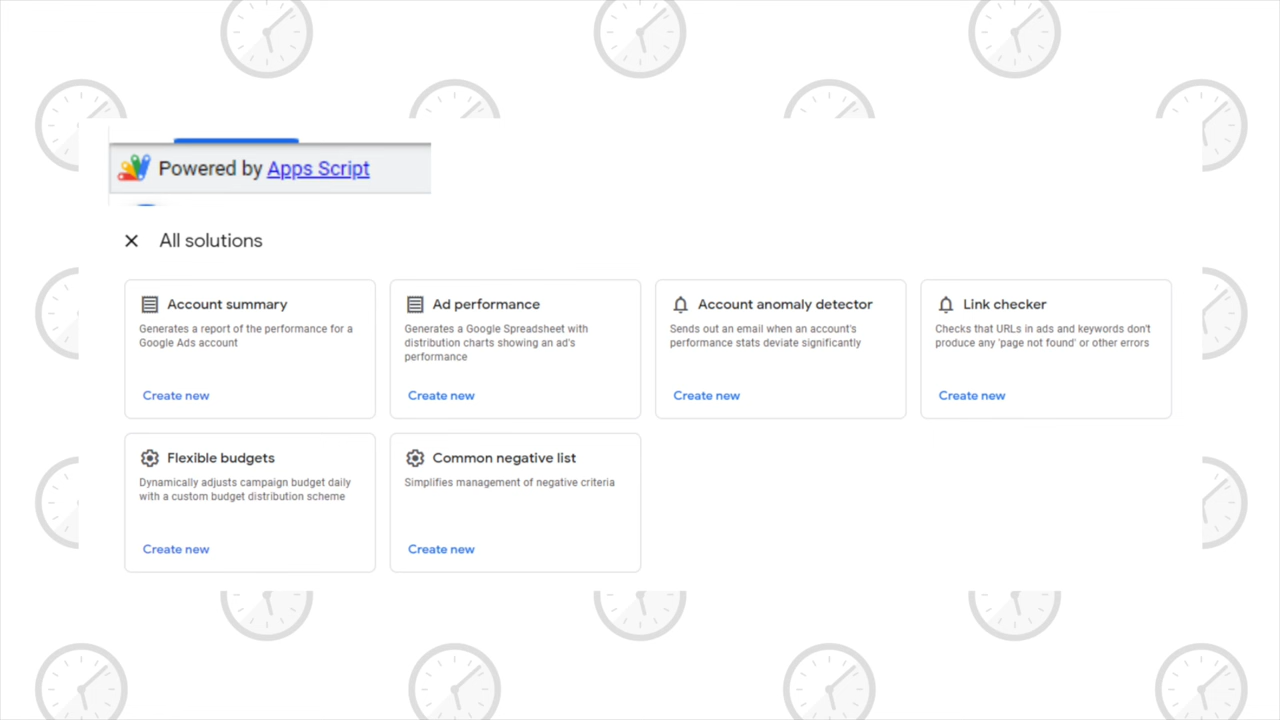 Powered by Apps Script
All solutions
Account summary
Generates a report of the performance for a
Google Ads account
Create new
Ad performance
Generates a Google Spreadsheet with
distribution charts showing an ad's
performance
Create new
Account anomaly detector
Sends out an email when an account's
performance stats deviate significantly
Create new
Link checker
Checks that URLs in ads and keywords don't
produce any 'page not found' or other errors
Create new
Flexible budgets
Dynamically adjusts campaign budget daily
with a custom budget distribution scheme
Create new
Common negative list
Simplifies management of negative criteria
Create new